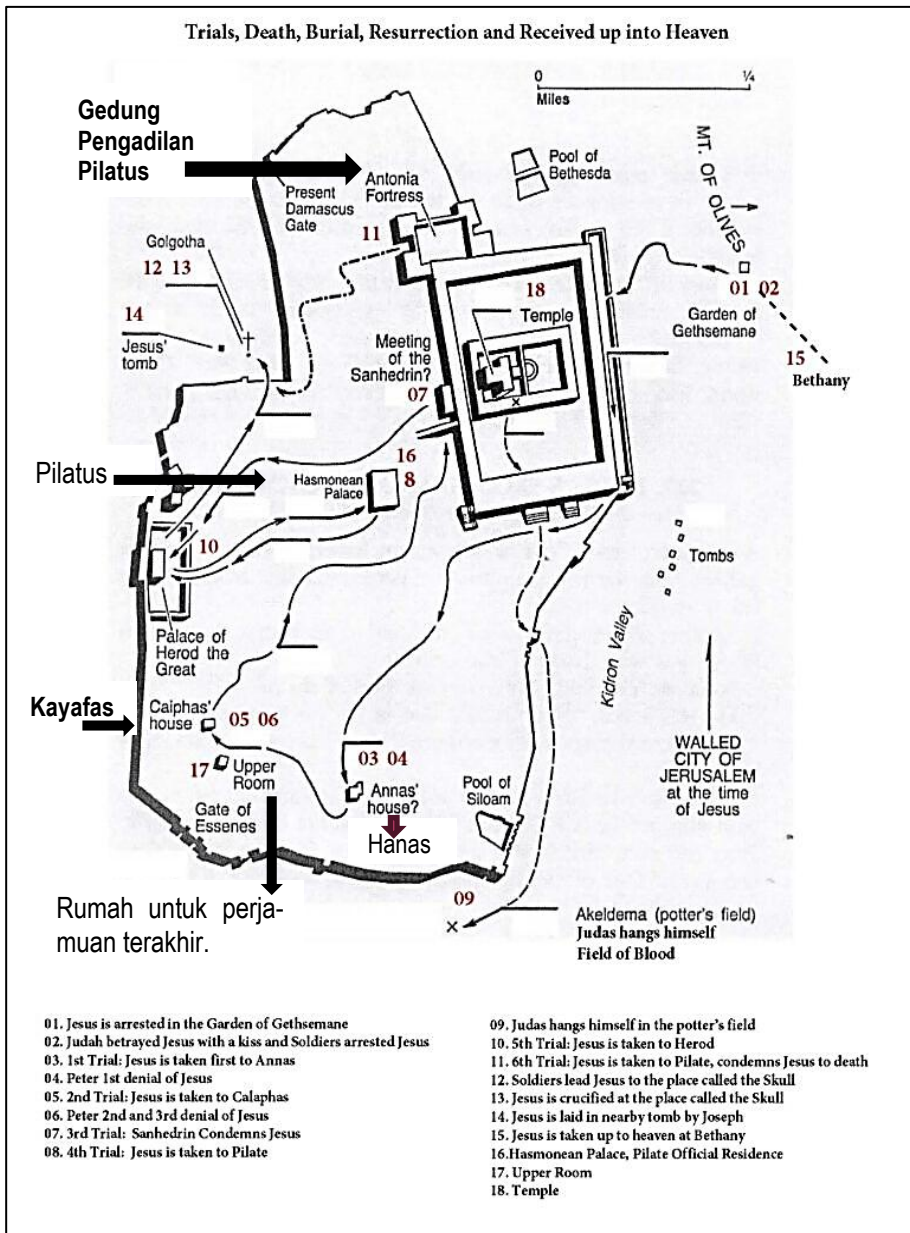 Trials, Death, Burial, Resurrection and Received up into Heaven
0 ¼
Miles
Gedung
Pengadilan
Pilatus
Present
Damascus
Gate
Antonia
Fortress
Pool of
Bethesda
MT. OF OLIVES
11
Golgotha
12 13
14
Jesus'
tomb
18
Temple
01 02
Garden of
Gethsemane
15
Bethany
Meeting
of the
Sanhedrin?
07
Pilatus
16
Hasmonean
Palace
8
10
Tombs
Palace of
Herod the
Great
Kidron Valley
Kayafas
Caiphas'
house
05 06
17
Upper
Room
03 04
Annas'
house?
Hanas
Pool of
Siloam
WALLED
CITY OF
JERUSALEM
at the time
of Jesus
Gate of
Essenes
Rumah untuk perja-
muan terakhir.
09
Akeldema (potter's field)
Judas hangs himself
Field of Blood
01. Jesus is arrested in the Garden of Gethsemane
02. Judah betrayed Jesus with a kiss and Soldiers arrested Jesus
03. 1st Trial: Jesus is taken first to Annas
04. Peter 1st denial of Jesus
05. 2nd Trial: Jesus is taken to Calaphas
06. Peter 2nd and 3rd denial of Jesus
07. 3rd Trial: Sanhedrin Condemns Jesus
08. 4th Trial: Jesus is taken to Pilate
09. Judas hangs himself in the potter's field
10. 5th Trial: Jesus is taken to Herod
11. 6th Trial: Jesus is taken to Pilate, condemns Jesus to death
12. Soldiers lead Jesus to the place called the Skull
13. Jesus is crucified at the place called the Skull
14. Jesus is laid in nearby tomb by Joseph
15. Jesus is taken up to heaven at Bethany
16.Hasmonean Palace, Pilate Official Residence
17. Upper Room
18. Temple